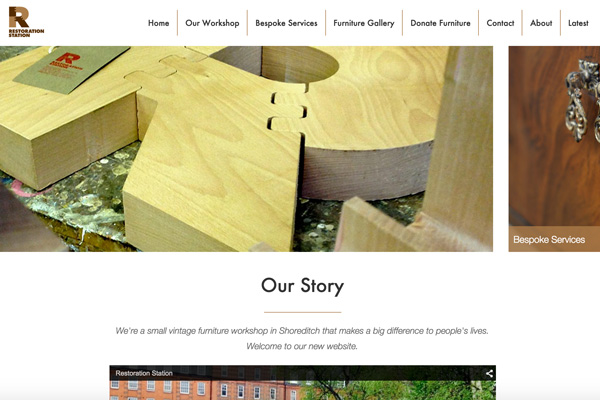 RESTORATION
STATION
Home
Our Workshop
Bespoke Services
Furniture Gallery
Donate Furniture
Contact
About
Latest
RESTORATION
STATION
Bespoke Services
Our Story
We're a small vintage furniture workshop in Shoreditch that makes a big difference to people's lives.
Welcome to our new website.
Restoration Station